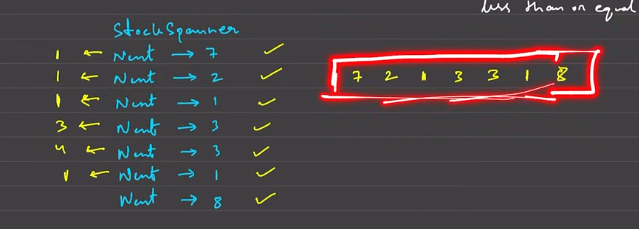 less than or equal
StockSpanner
1 ← Next → 7 ✓
1 ← Next → 2 ✓
1 ← Next → 1 ✓
3 ← Next → 3 ✓
4 ← Next → 3 ✓
1 ← Next → 1 ✓
Next → 8 ✓
7 2 1 3 3 1 8